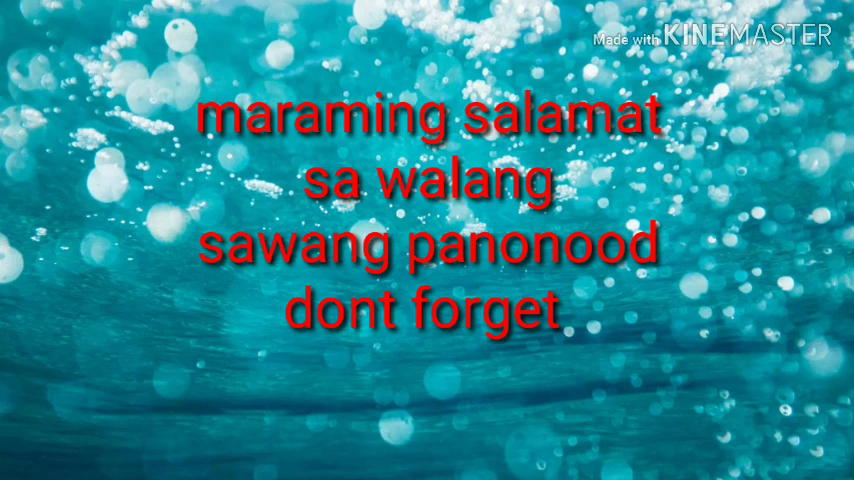 Made with KINEMASTER
maraming salamat
sa walang
sawang panonood
dont forget